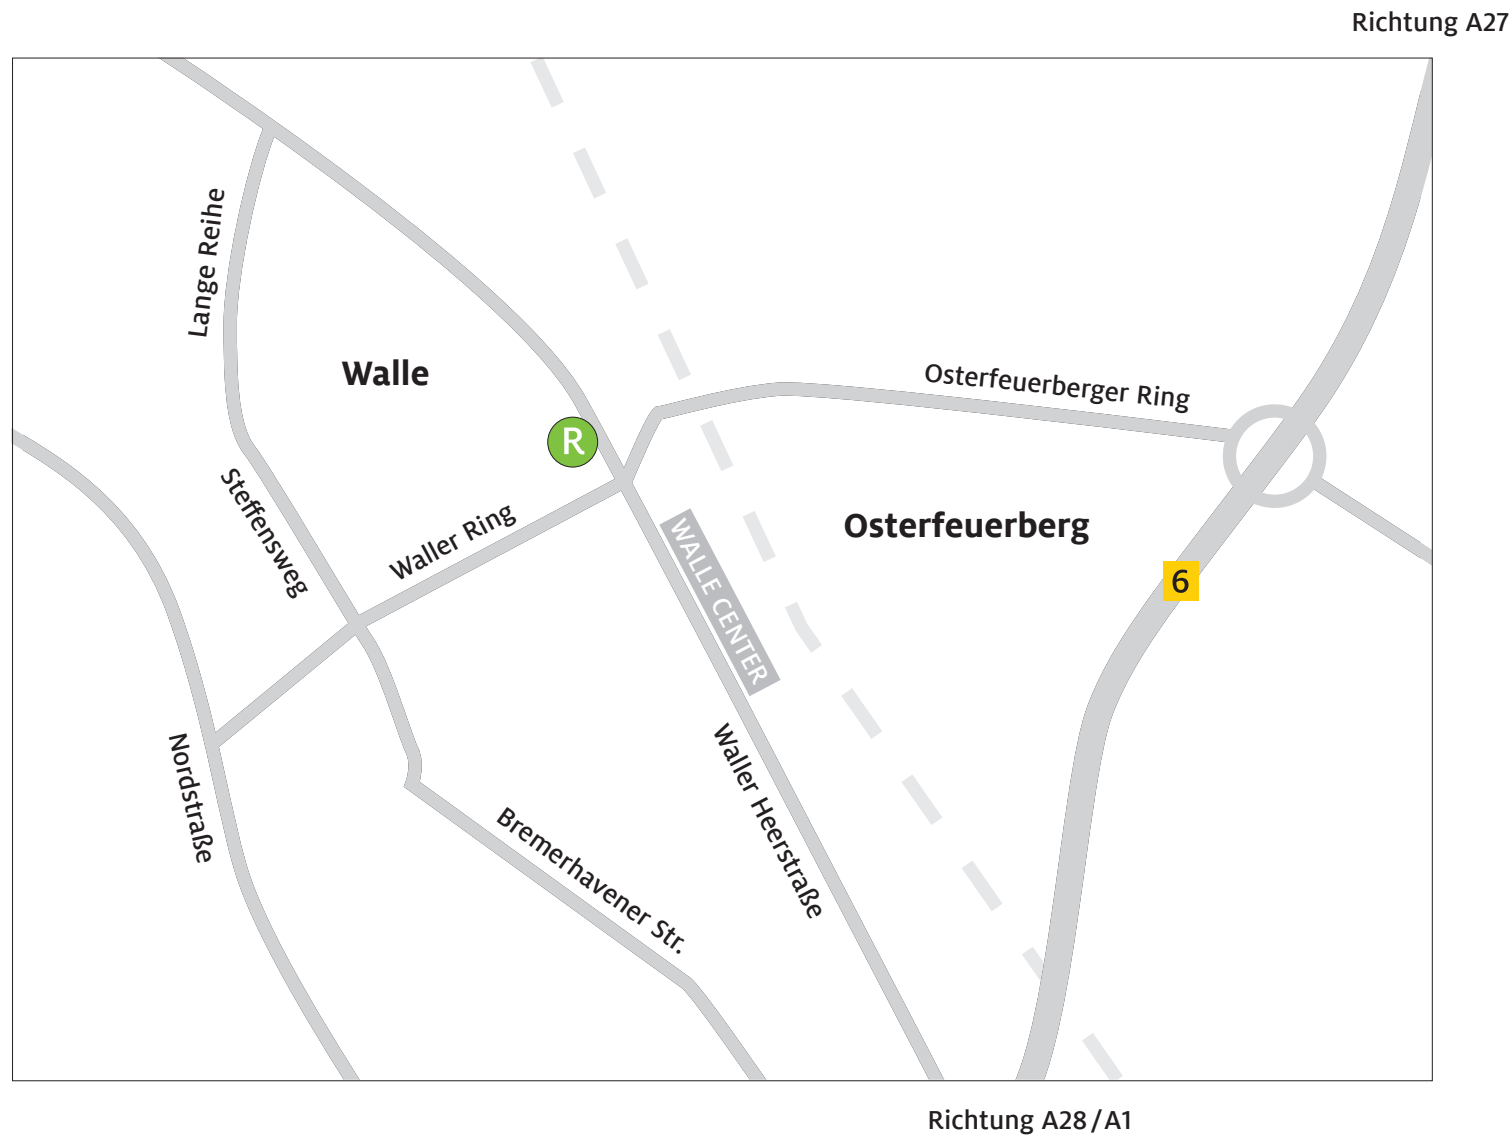 Richtung A27
Lange Reihe
Walle
Osterfeuerberger Ring
R
Steffensweg
Waller Ring
WALLE CENTER
Osterfeuerberg
6
Nordstraße
Waller Heerstraße
Bremerhavener Str.
Richtung A28/A1